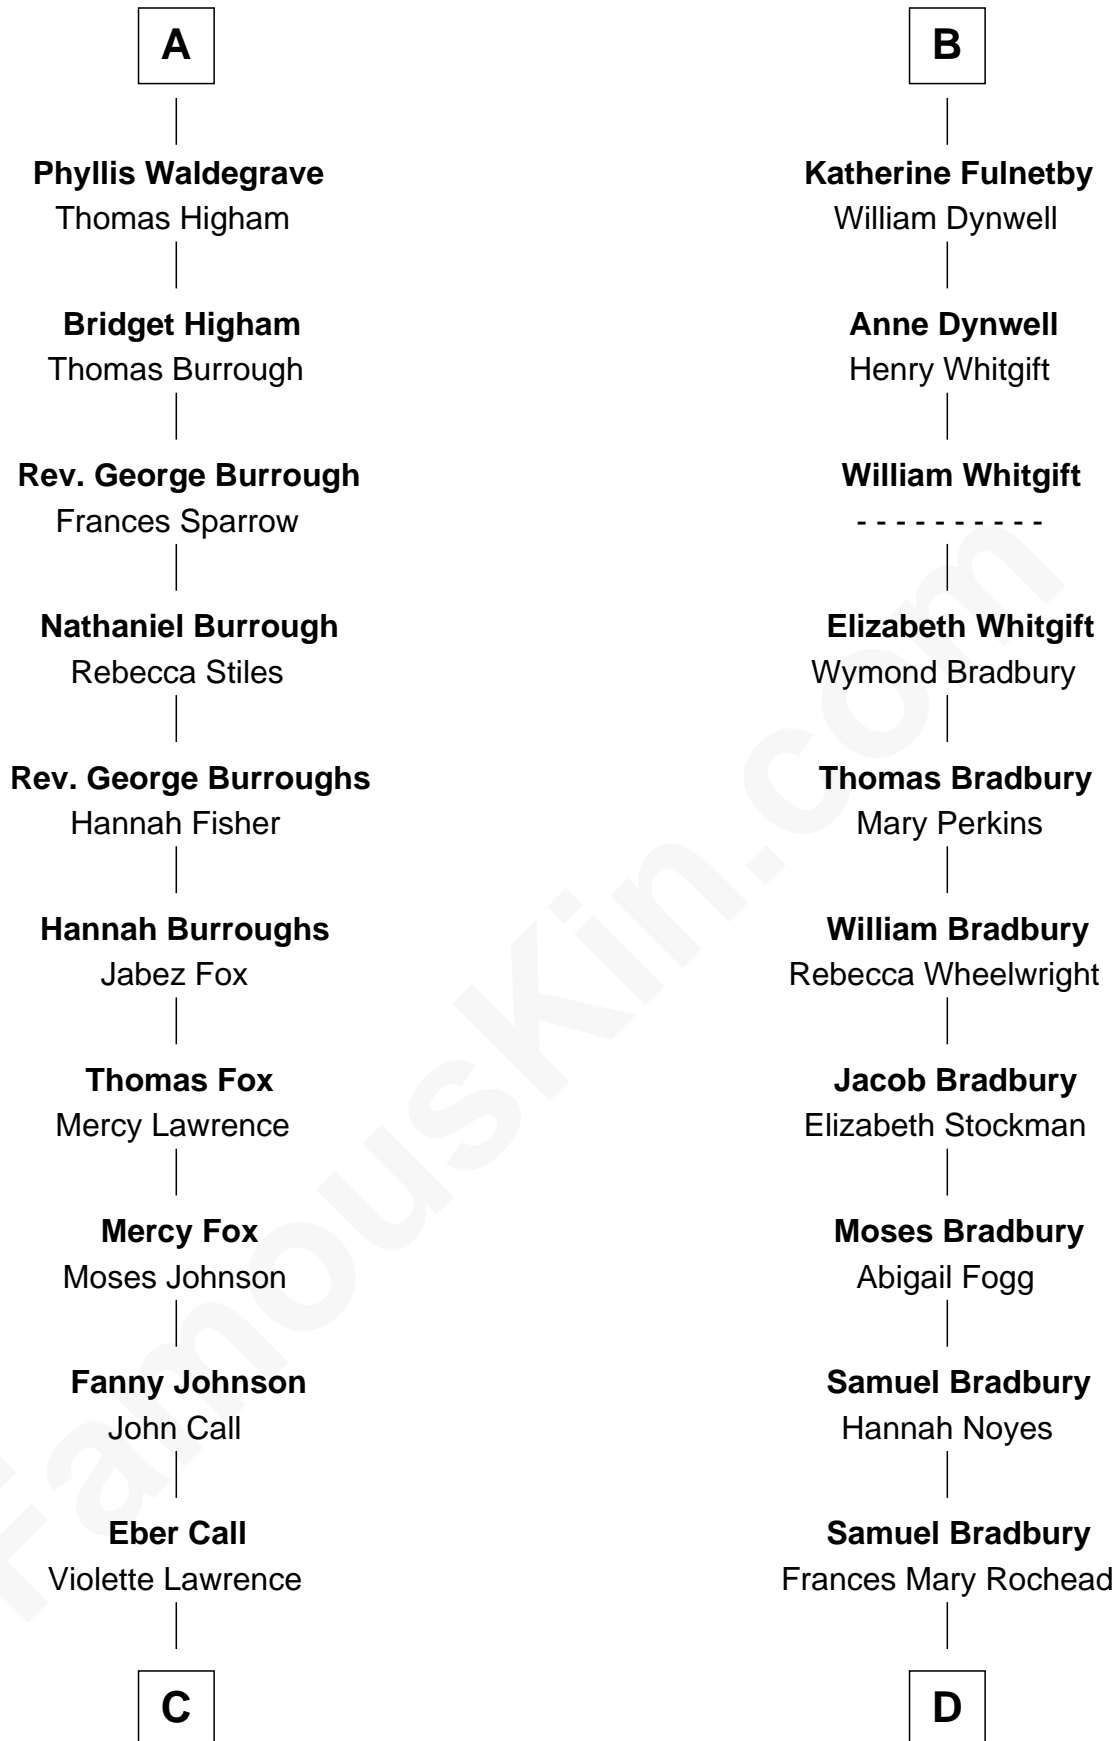 A
Phyllis Waldegrave
Thomas Higham
Bridget Higham
Thomas Burrough
Rev. George Burrough
Frances Sparrow
Nathaniel Burrough
Rebecca Stiles
Rev. George Burroughs
Hannah Fisher
Hannah Burroughs
Jabez Fox
Thomas Fox
Mercy Lawrence
Mercy Fox
Moses Johnson
Fanny Johnson
John Call
Eber Call
Violette Lawrence
C
B
Katherine Fulnetby
William Dynwell
Anne Dynwell
Henry Whitgift
William Whitgift
- - - - - - - - - -
Elizabeth Whitgift
Wymond Bradbury
Thomas Bradbury
Mary Perkins
William Bradbury
Rebecca Wheelwright
Jacob Bradbury
Elizabeth Stockman
Moses Bradbury
Abigail Fogg
Samuel Bradbury
Hannah Noyes
Samuel Bradbury
Frances Mary Rochead
D
FamousKin.com